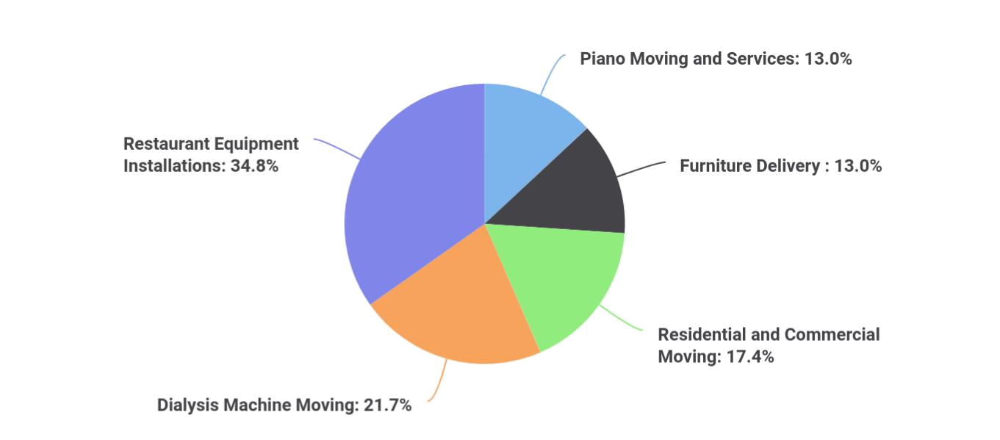 Piano Moving and Services: 13.0%
Furniture Delivery : 13.0%
Residential and Commercial
Moving: 17.4%
Dialysis Machine Moving: 21.7%
Restaurant Equipment
Installations: 34.8%